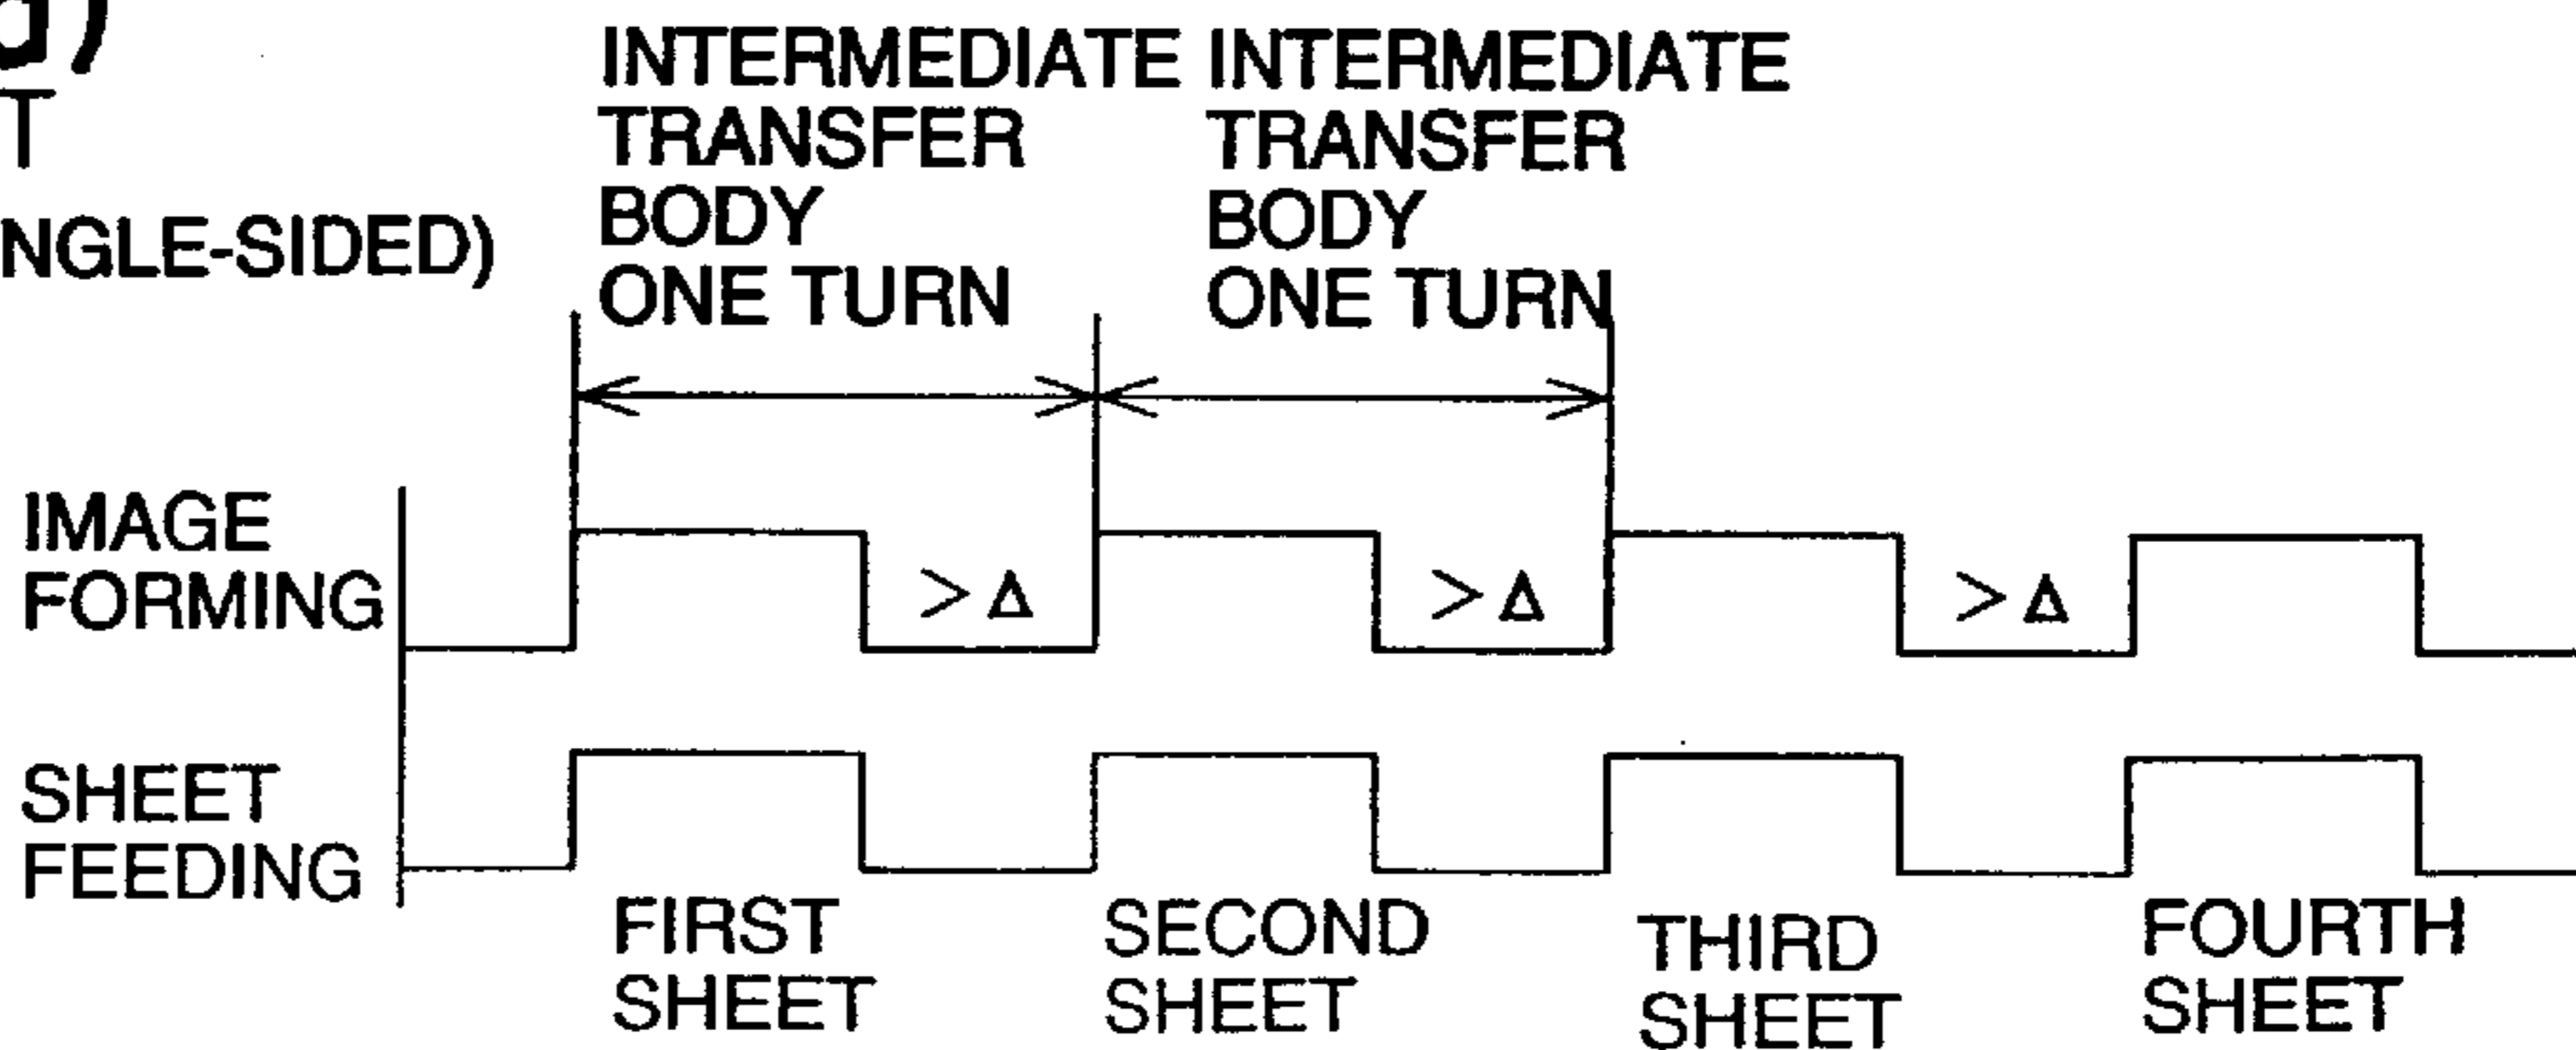 T
NGLE-SIDED)
INTERMEDIATE
TRANSFER
BODY
ONE TURN
INTERMEDIATE
TRANSFER
BODY
ONE TURN
IMAGE
FORMING
> Δ
> Δ
> Δ
SHEET
FEEDING
FIRST
SHEET
SECOND
SHEET
THIRD
SHEET
FOURTH
SHEET